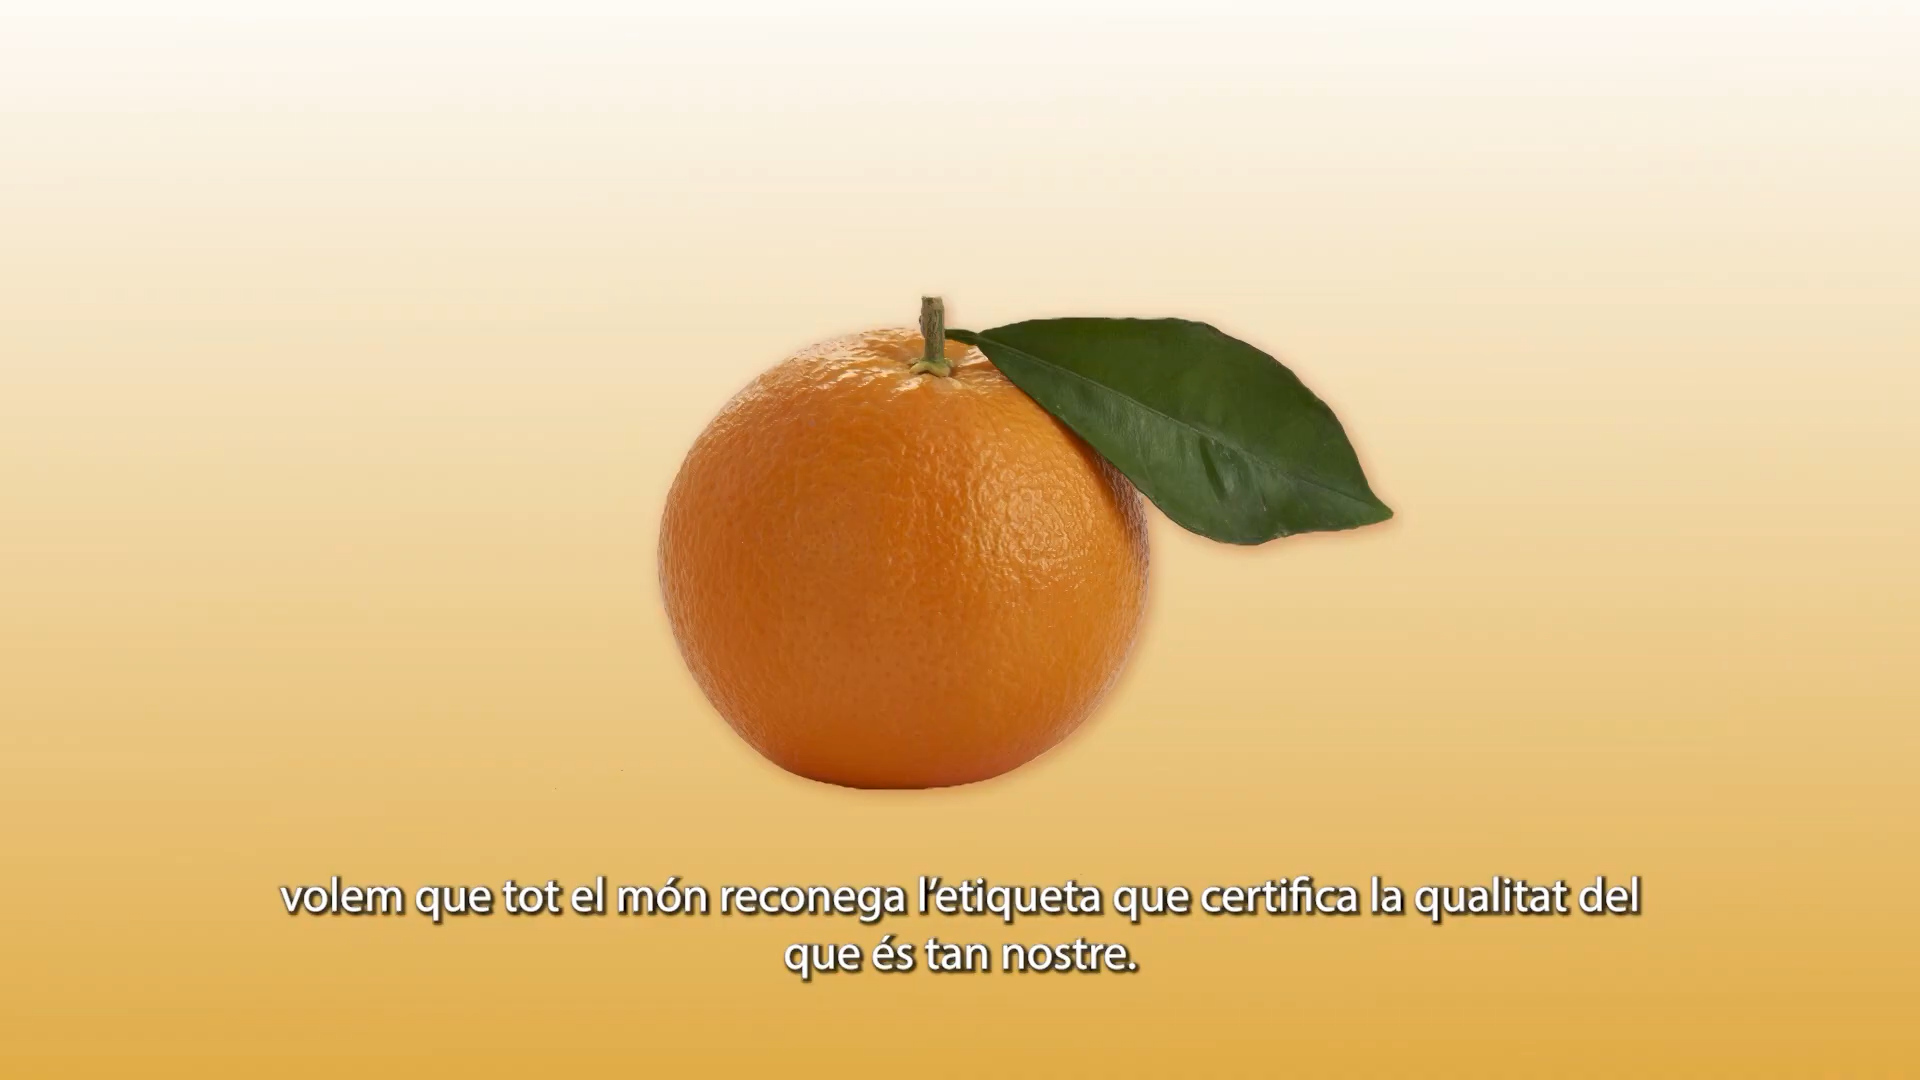 volem que tot el món reconega l’etiqueta que certifica la qualitat del
que és tan nostre.